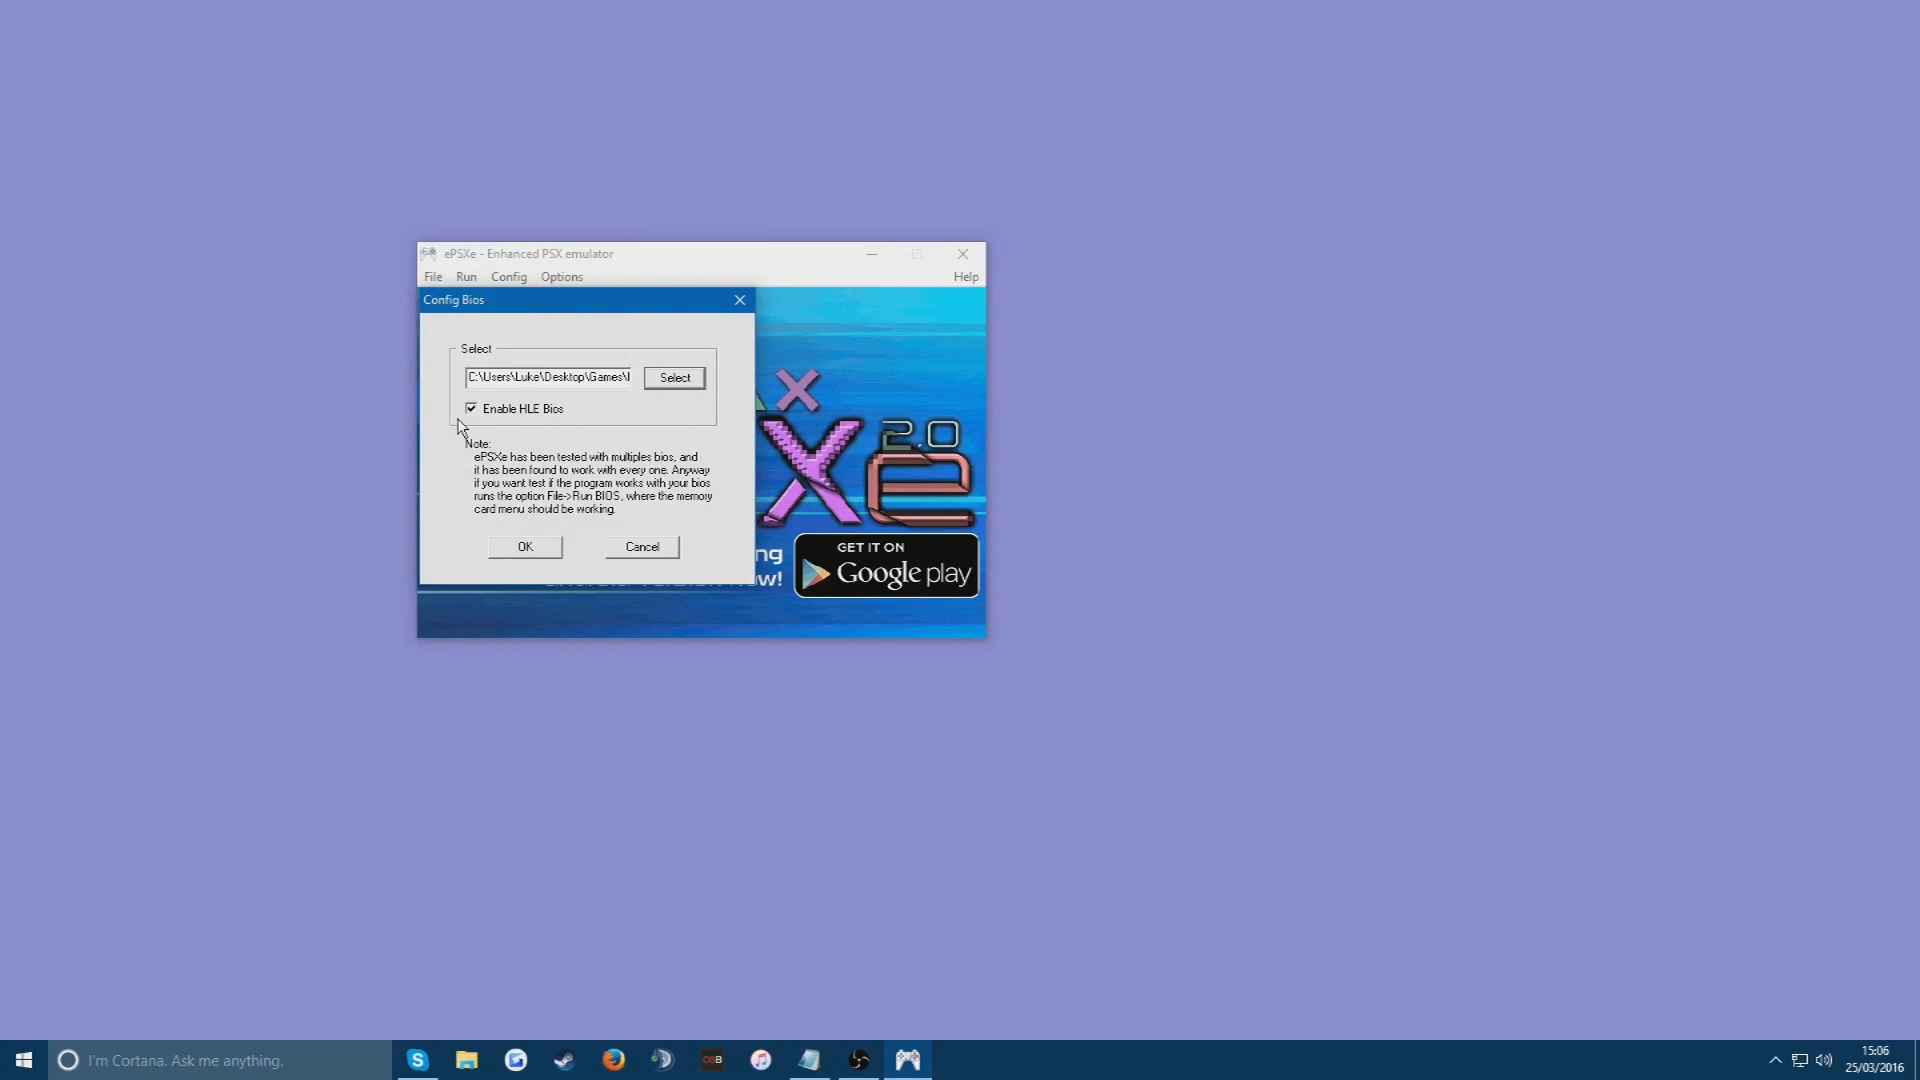 ePSXe - Enhanced PSX emulator
File Run Config Options Help
Config Bios
Select
C:\Users\Luke\Desktop\Games\
Select
Enable HLE Bios
Note:
ePSXe has been tested with multiples bios, and
it has been found to work with every one. Anyway
if you want test if the program works with your bios
runs the option File->Run BIOS, where the memory
card menu should be working.
OK Cancel
2.0
Xe
ng
w!
GET IT ON
Google play
I'm Cortana. Ask me anything.
OSB
15:06
25/03/2016